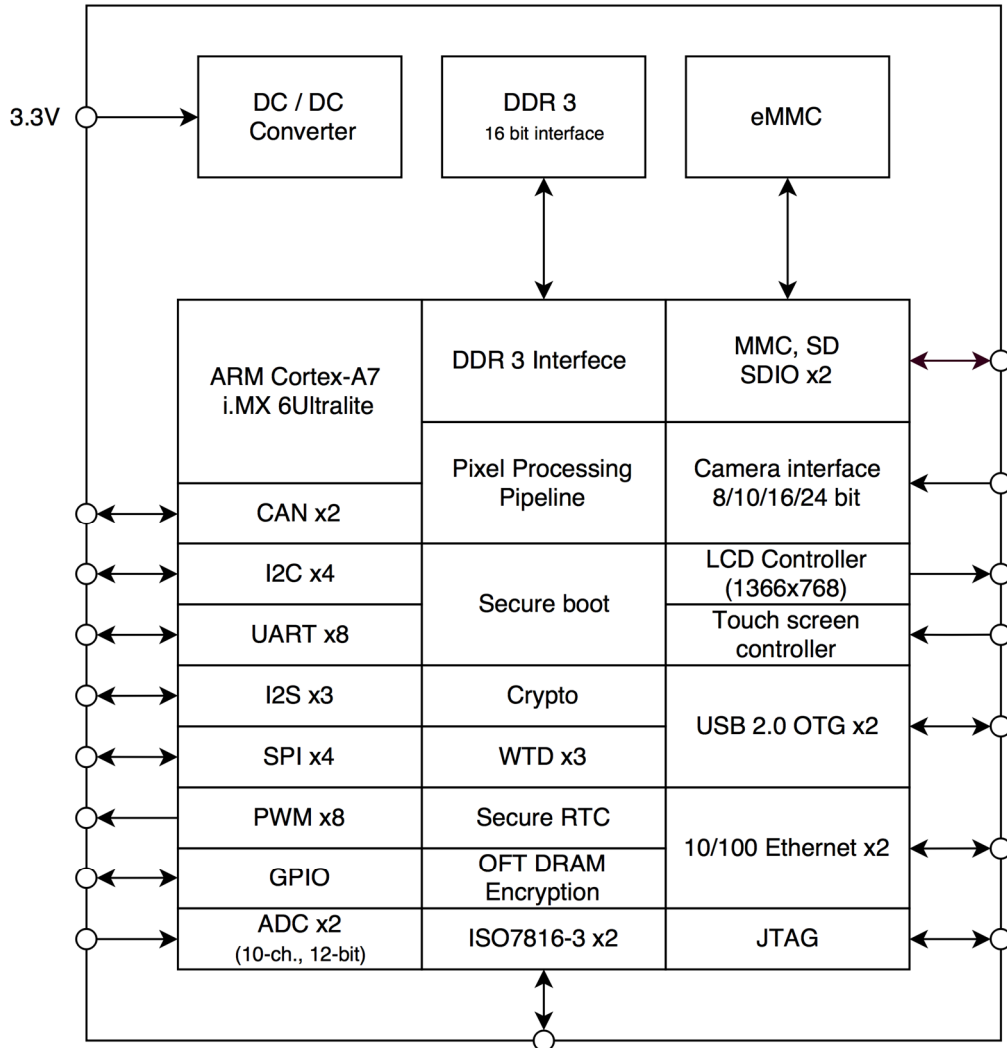 3.3V
DC / DC
Converter
DDR 3
16 bit interface
eMMC
ARM Cortex-A7
i.MX 6Ultralite
DDR 3 Interfece
MMC, SD
SDIO x2
Pixel Processing
Pipeline
Camera interface
8/10/16/24 bit
CAN x2
I2C x4
Secure boot
LCD Controller
(1366x768)
UART x8
Touch screen
controller
I2S x3
Crypto
USB 2.0 OTG x2
SPI x4
WTD x3
PWM x8
Secure RTC
10/100 Ethernet x2
GPIO
OFT DRAM
Encryption
ADC x2
(10-ch., 12-bit)
ISO7816-3 x2
JTAG